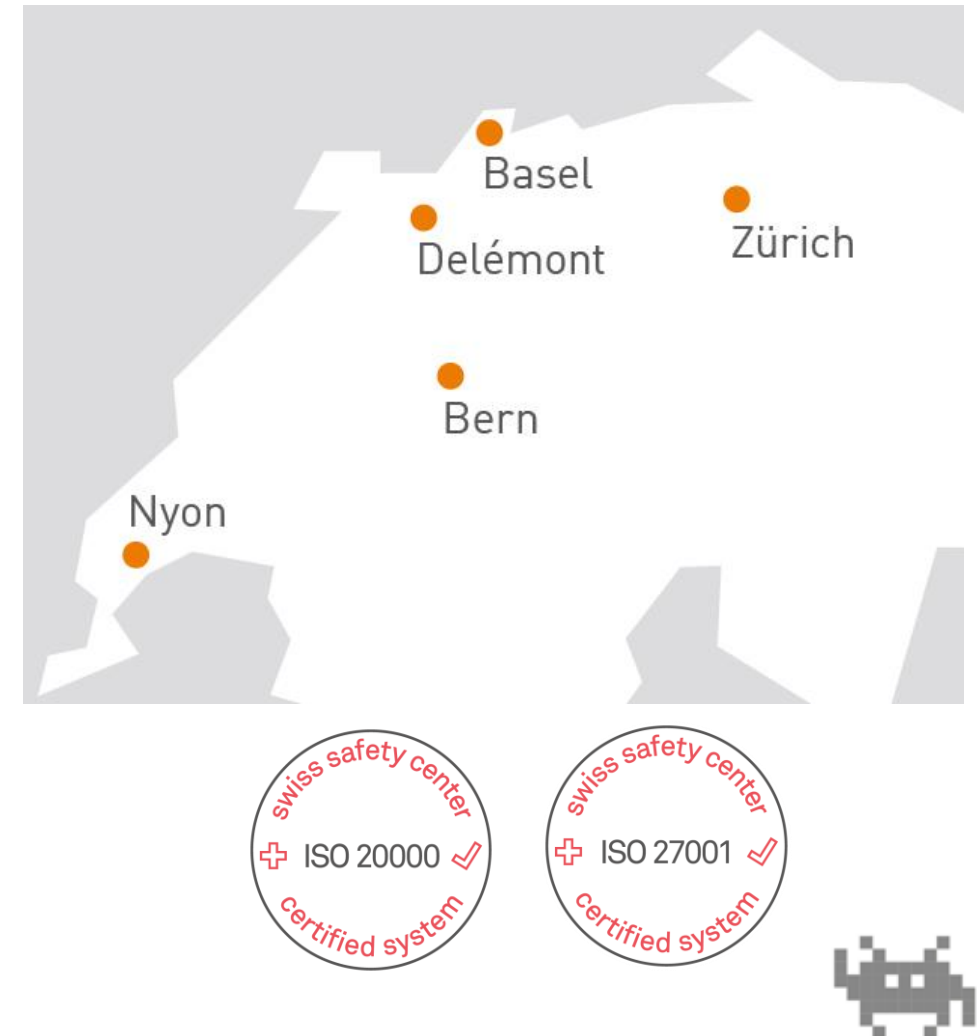 Basel
Zürich
Delémont
Bern
Nyon
swiss safety center
ISO 20000
certified system
swiss safety center
ISO 27001
certified system